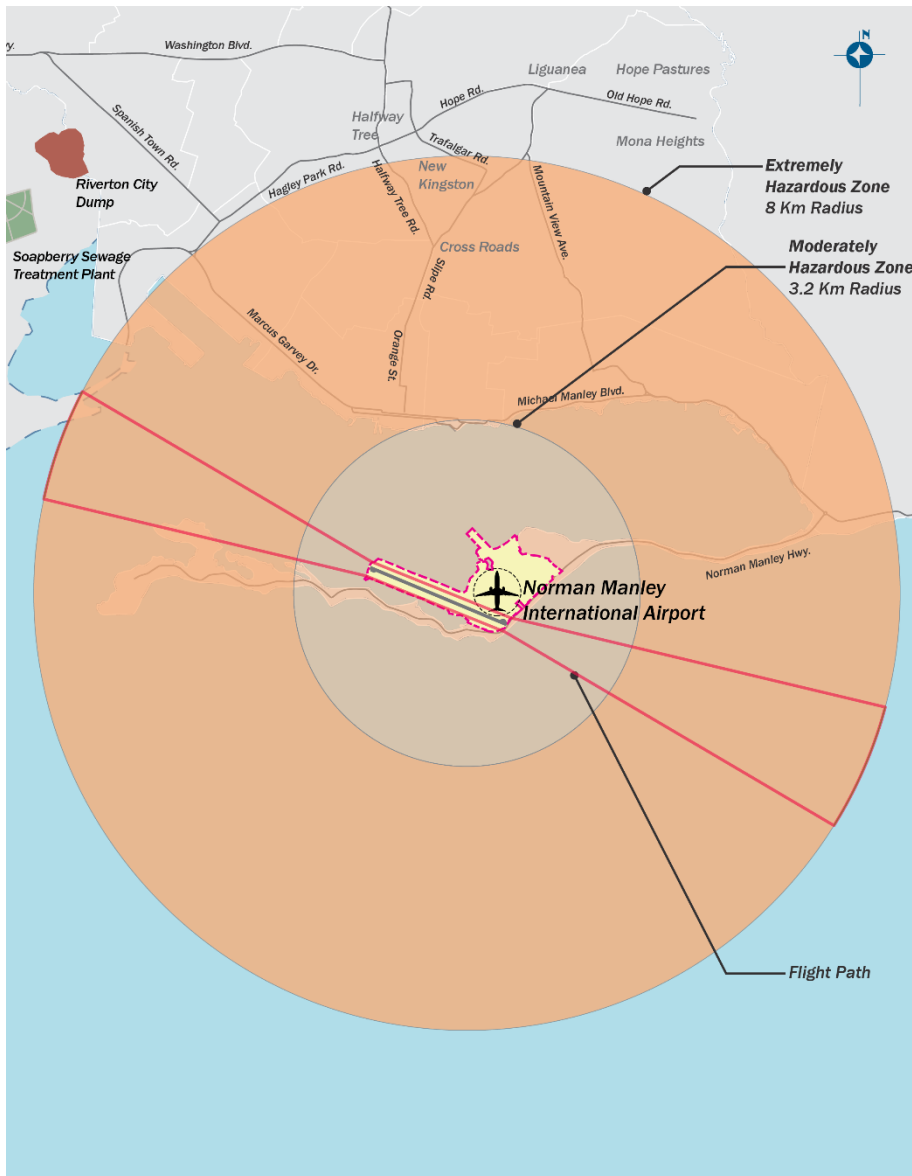 N
vy.
Washington Blvd.
Liguanea
Hope Pastures
Hope Rd.
Old Hope Rd.
Spanish Town Rd.
Halfway
Tree
Trafalgar Rd.
Mona Heights
Riverton City
Dump
Hagley Park Rd.
Halfway Tree Rd.
New
Kingston
Mountain View Ave.
Extremely
Hazardous Zone
8 Km Radius
Soapberry Sewage
Treatment Plant
Cross Roads
Moderately
Hazardous Zone
3.2 Km Radius
Slipe Rd.
Marcus Garvey Dr.
Orange St.
Michael Manley Blvd.
Norman Manley Hwy.
Norman Manley
International Airport
Flight Path